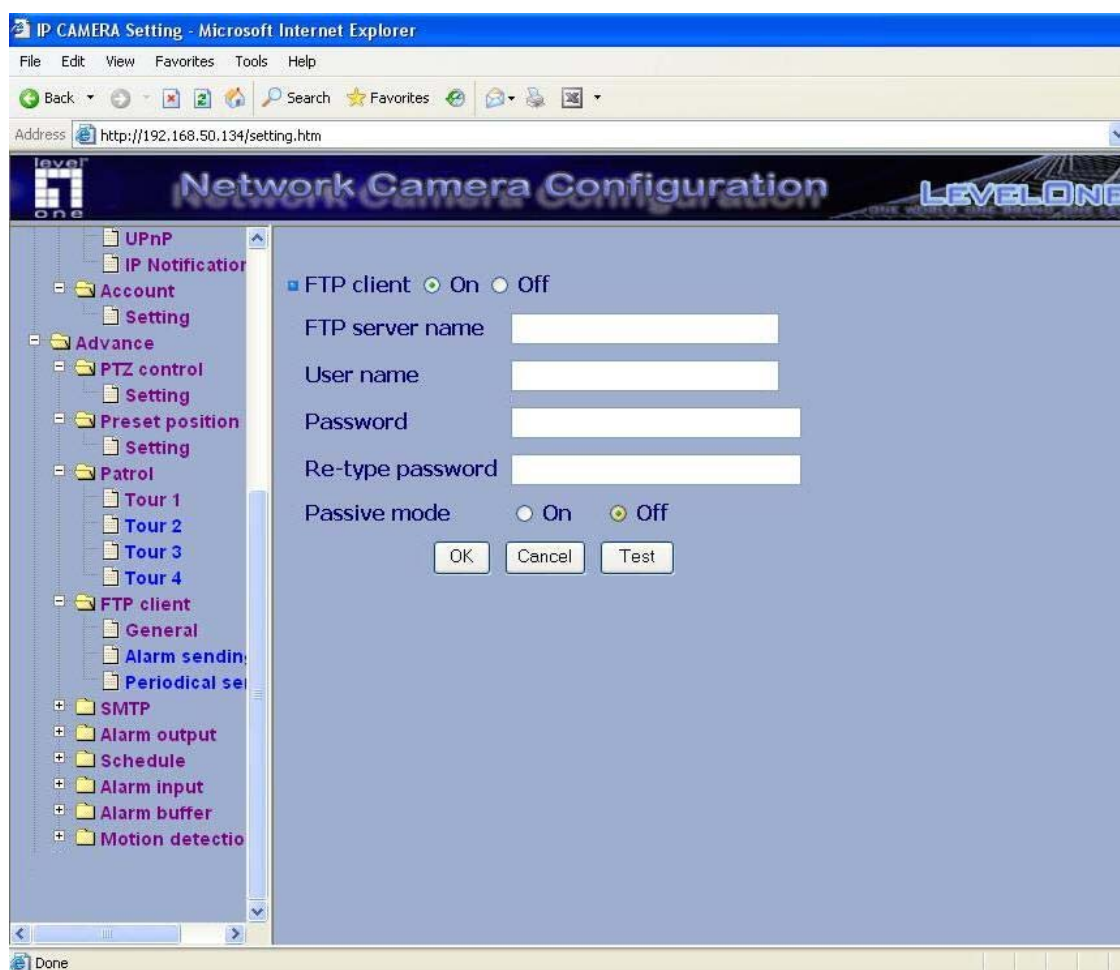 IP CAMERA Setting - Microsoft Internet Explorer
File Edit View Favorites Tools Help
Back Search Favorites
Address http://192.168.50.134/setting.htm
level one
Network Camera Configuration
LEVELONE
UPnP
IP Notification
Account
Setting
Advance
PTZ control
Setting
Preset position
Setting
Patrol
Tour 1
Tour 2
Tour 3
Tour 4
FTP client
General
Alarm sending
Periodical se
SMTP
Alarm output
Schedule
Alarm input
Alarm buffer
Motion detectio
FTP client On Off
FTP server name
User name
Password
Re-type password
Passive mode On Off
OK Cancel Test
Done